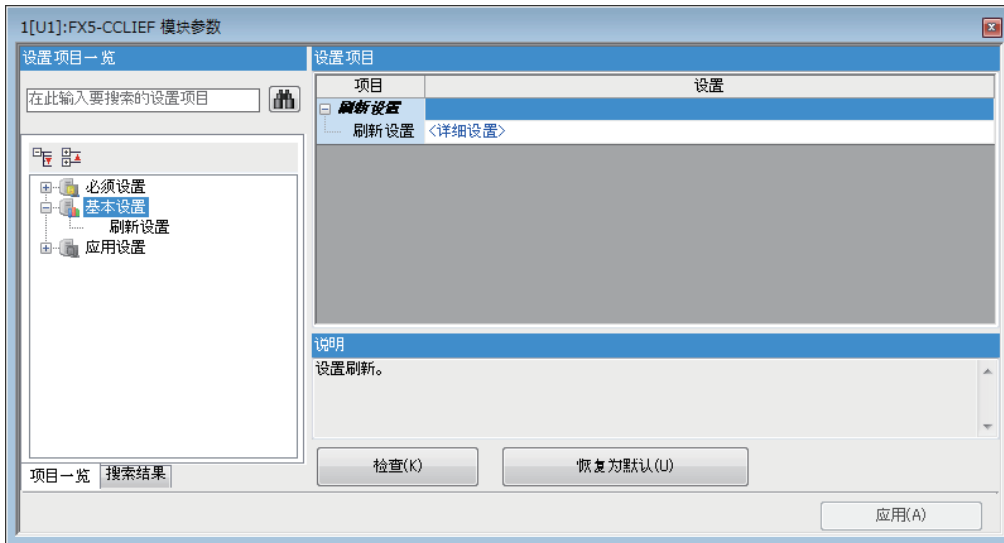 1[U1]:FX5-CCLIEF 模块参数
设置项目一览
在此输入要搜索的设置项目
必须设置
基本设置
刷新设置
应用设置
项目一览
搜索结果
设置项目
项目 设置
刷新设置
刷新设置 <详细设置>
说明
设置刷新。
检查(K)
恢复为默认(U)
应用(A)